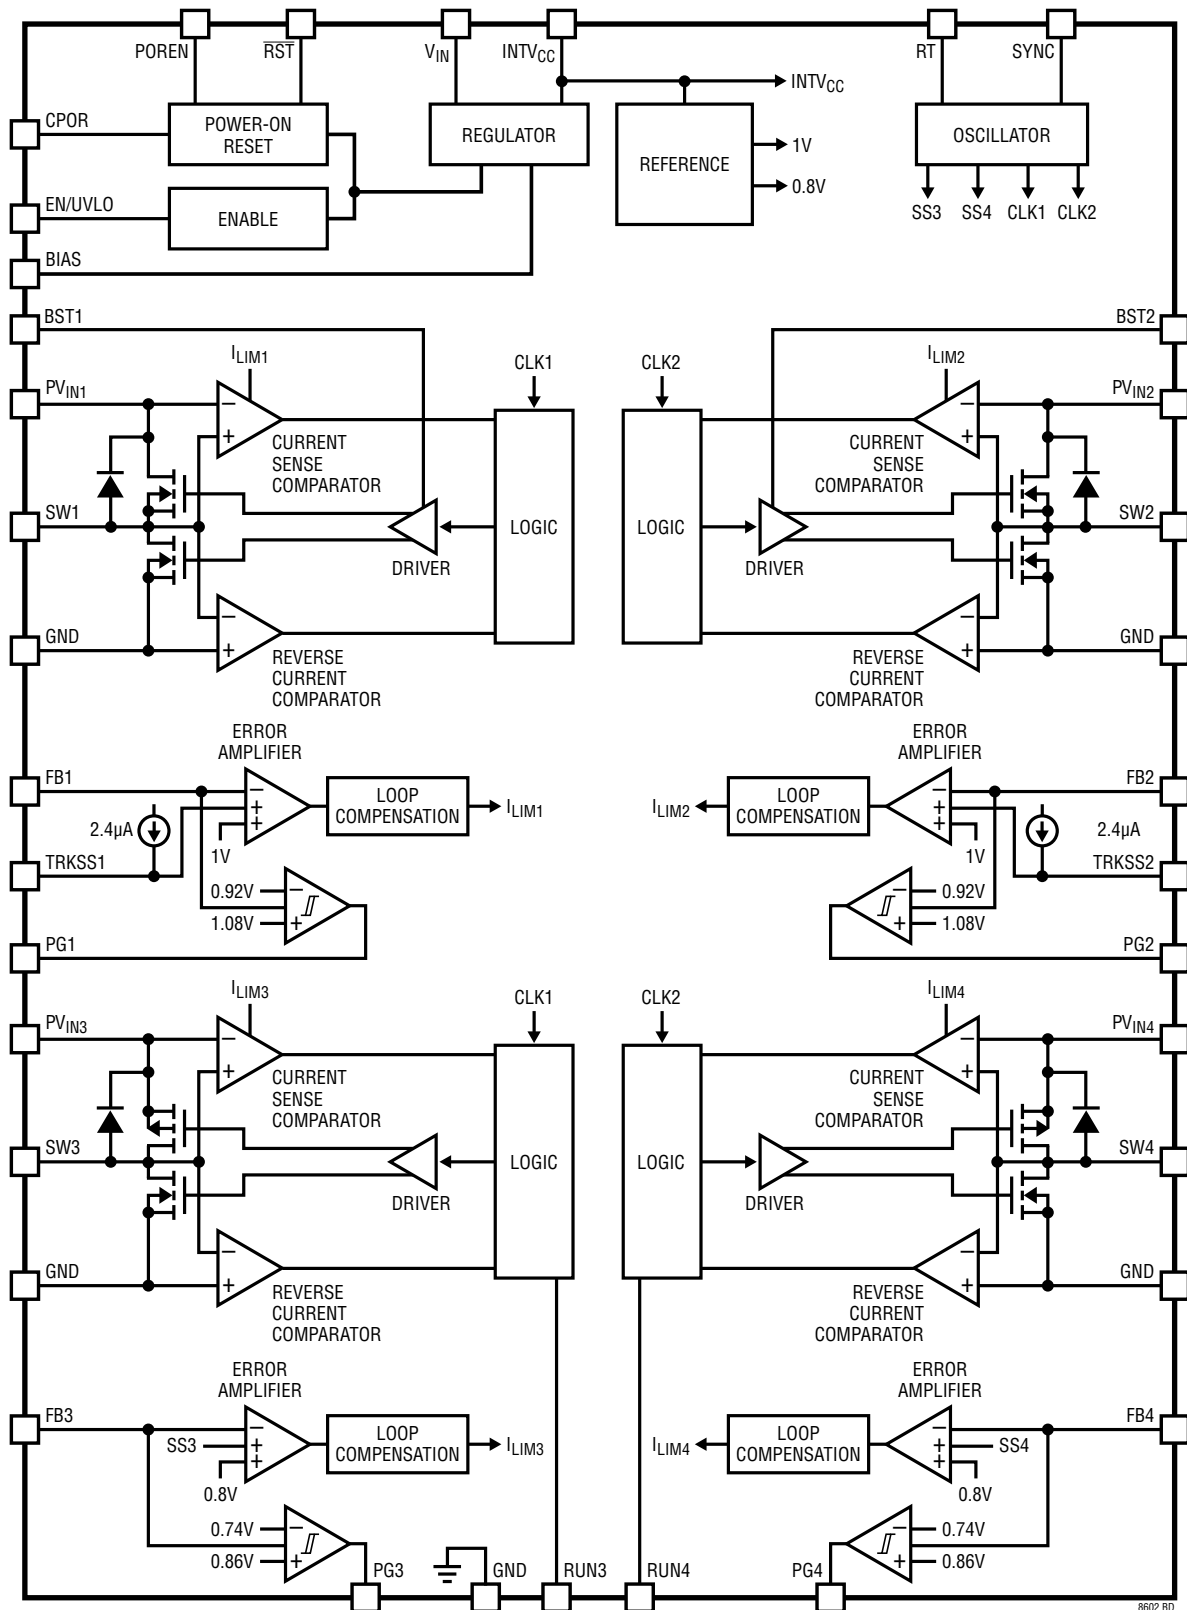 POREN
RST
VIN
INTVCC
RT
SYNC
INTVCC
CPOR
POWER-ON
RESET
REGULATOR
REFERENCE
1V
0.8V
OSCILLATOR
SS3
SS4
CLK1
CLK2
EN/UVLO
ENABLE
BIAS
BST1
BST2
ILIM1
CLK1
CLK2
ILIM2
PVIN1
PVIN2
−
+
CURRENT
SENSE
COMPARATOR
−
+
CURRENT
SENSE
COMPARATOR
SW1
DRIVER
LOGIC
LOGIC
DRIVER
SW2
GND
−
+
REVERSE
CURRENT
COMPARATOR
−
+
REVERSE
CURRENT
COMPARATOR
GND
ERROR
AMPLIFIER
ERROR
AMPLIFIER
FB1
−
+
+
LOOP
COMPENSATION
ILIM1
ILIM2
LOOP
COMPENSATION
−
+
+
FB2
2.4µA
1V
1V
2.4µA
TRKSS1
TRKSS2
0.92V
−
1.08V
+
−
0.92V
+
1.08V
PG1
PG2
ILIM3
CLK1
CLK2
ILIM4
PVIN3
PVIN4
−
+
CURRENT
SENSE
COMPARATOR
−
+
CURRENT
SENSE
COMPARATOR
SW3
DRIVER
LOGIC
LOGIC
DRIVER
SW4
GND
−
+
REVERSE
CURRENT
COMPARATOR
−
+
REVERSE
CURRENT
COMPARATOR
GND
ERROR
AMPLIFIER
ERROR
AMPLIFIER
FB3
SS3
0.8V
−
+
+
LOOP
COMPENSATION
ILIM3
ILIM4
LOOP
COMPENSATION
−
+
+
SS4
0.8V
FB4
0.74V
−
0.86V
+
−
0.74V
+
0.86V
PG3
GND
RUN3
RUN4
PG4
8602 BD